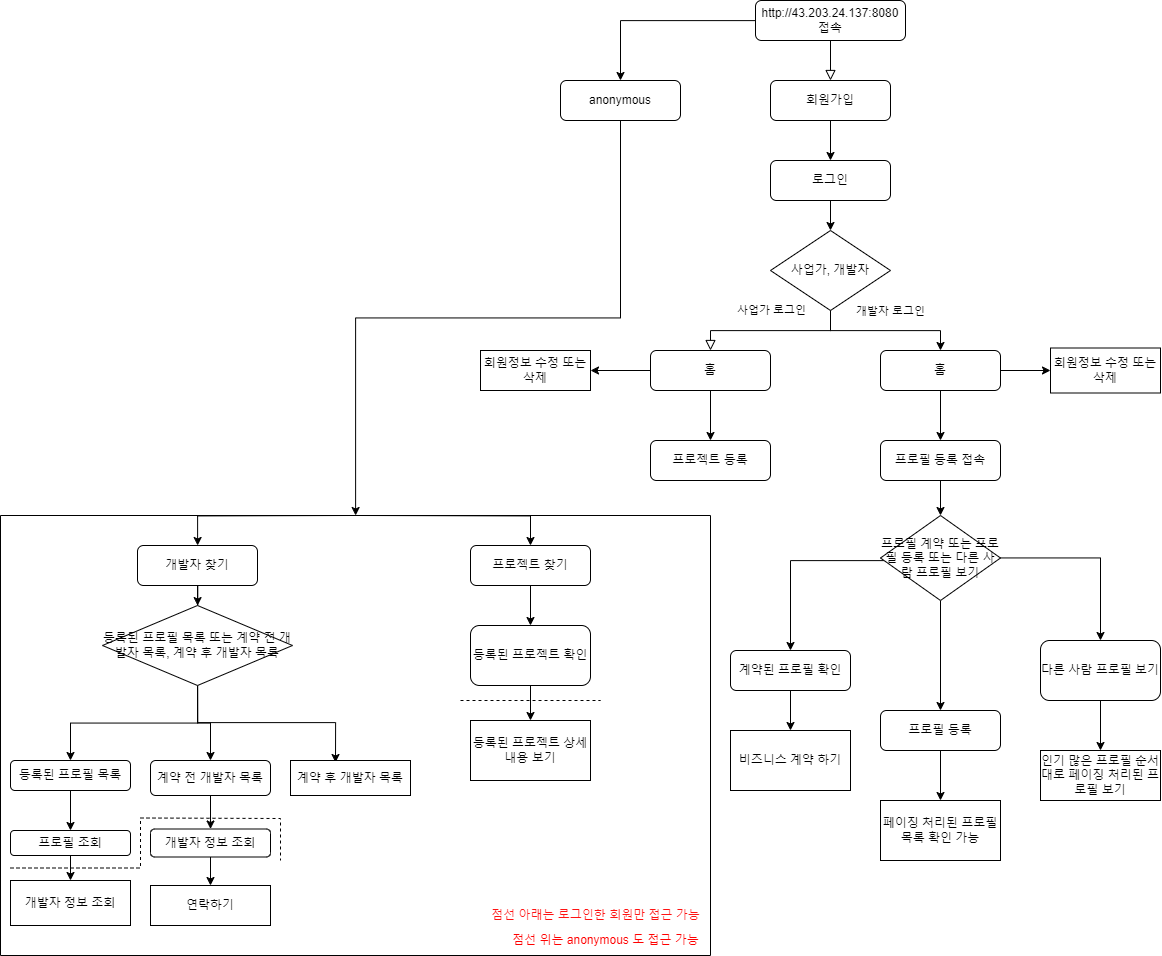 http://43.203.24.137:8080
접속
anonymous
회원가입
로그인
사업가, 개발자
사업가 로그인
개발자 로그인
회원정보 수정 또는
삭제
홈
홈
회원정보 수정 또는
삭제
프로젝트 등록
프로필 등록 접속
개발자 찾기
프로젝트 찾기
프로필 계약 또는 프로
필 등록 또는 다른 사
람 프로필 보기
등록된 프로필 목록 또는 계약 전 개
발자 목록, 계약 후 개발자 목록
등록된 프로젝트 확인
계약된 프로필 확인
다른 사람 프로필 보기
프로필 등록
등록된 프로젝트 상세
내용 보기
비즈니스 계약 하기
인기 많은 프로필 순서
대로 페이징 처리된 프
로필 보기
등록된 프로필 목록
계약 전 개발자 목록
계약 후 개발자 목록
페이징 처리된 프로필
목록 확인 가능
프로필 조회
개발자 정보 조회
개발자 정보 조회
연락하기
점선 아래는 로그인한 회원만 접근 가능
점선 위는 anonymous 도 접근 가능